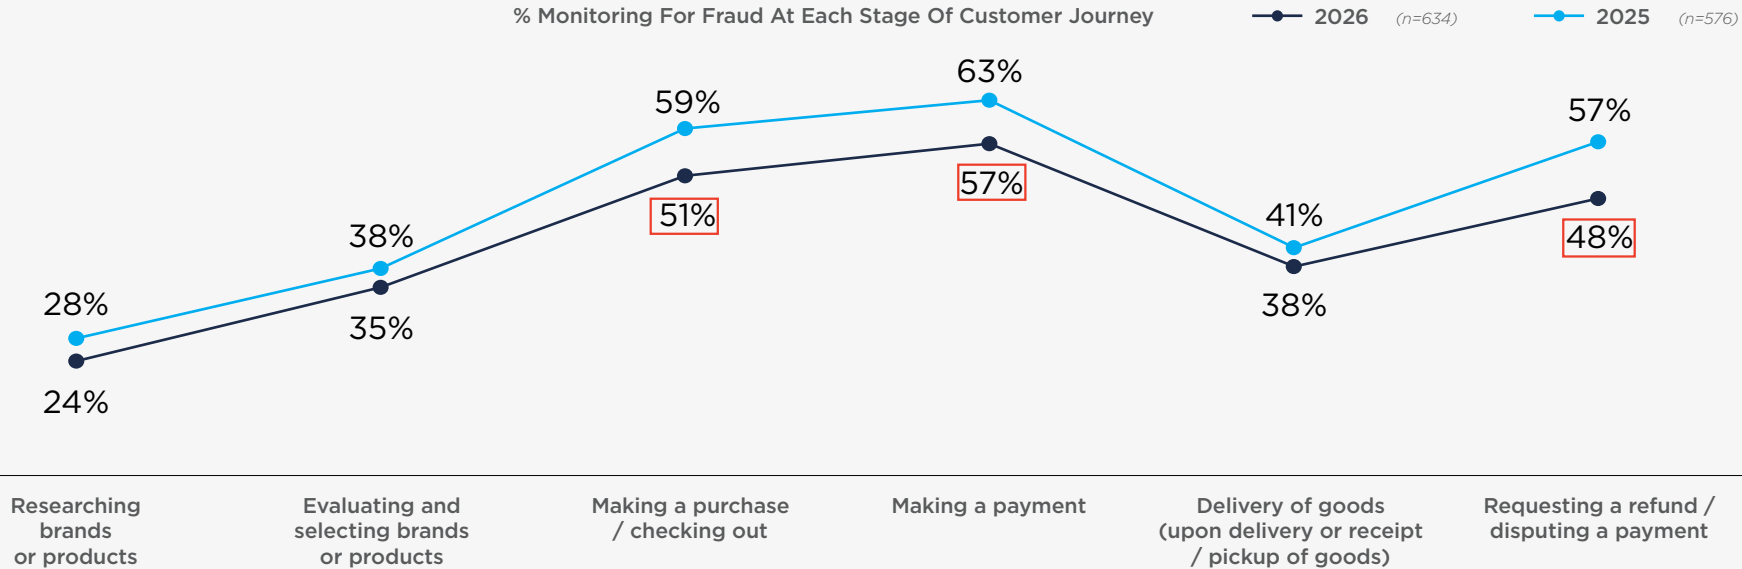 % Monitoring For Fraud At Each Stage Of Customer Journey
2026 (n=634)
2025 (n=576)
28%
38%
59%
63%
41%
57%
24%
35%
51%
57%
38%
48%
Researching
brands
or products
Evaluating and
selecting brands
or products
Making a purchase
/ checking out
Making a payment
Delivery of goods
(upon delivery or receipt
/ pickup of goods)
Requesting a refund /
disputing a payment